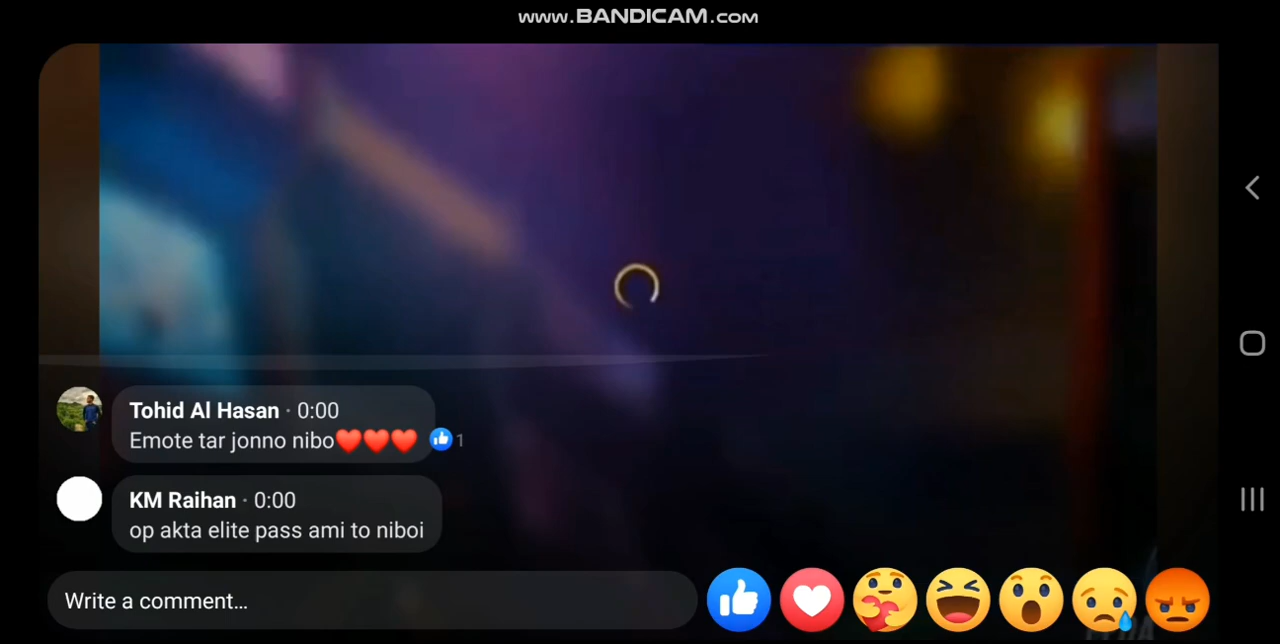 www.BANDICAM.com
Tohid Al Hasan · 0:00
Emote tar jonno nibo❤️❤️❤️ 1
KM Raihan · 0:00
op akta elite pass ami to niboi
Write a comment...